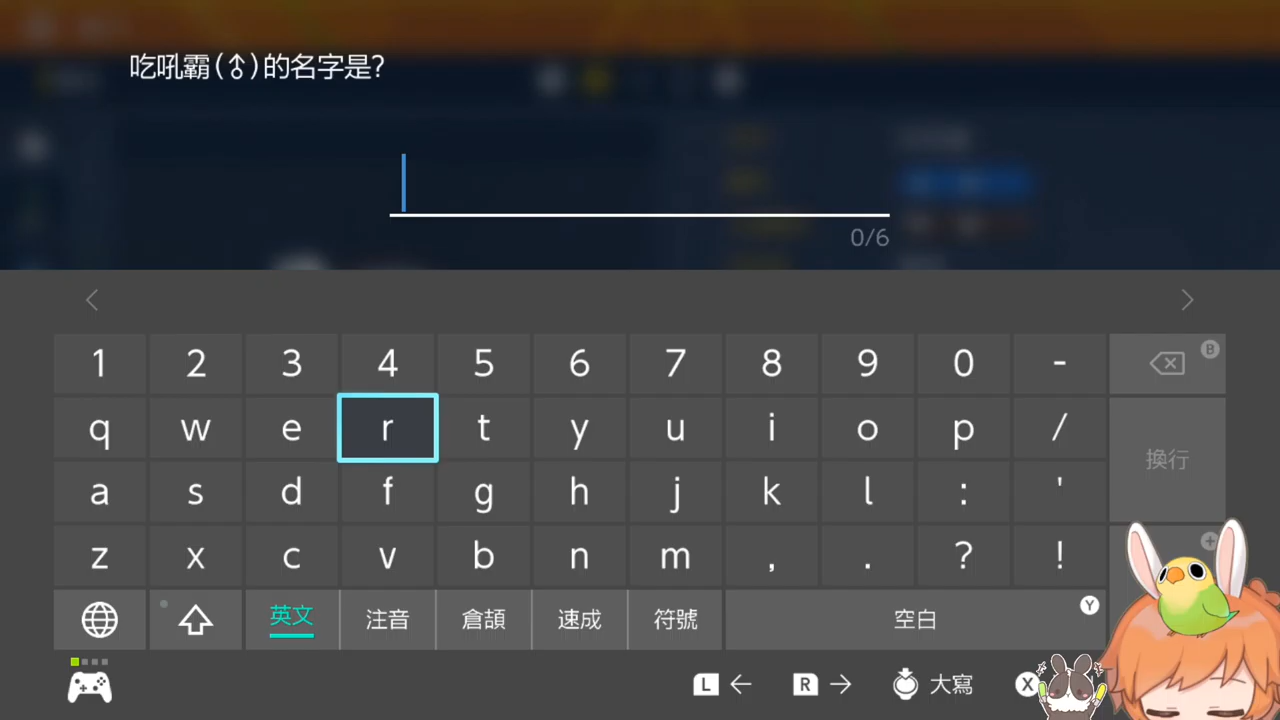 吃吼霸(♂)的名字是?
0/6
1 2 3 4 5 6 7 8 9 0 - B
q w e r t y u i o p /
換行
a s d f g h j k l : '
z x c v b n m , . ? ! +
英文 注音 倉頡 速成 符號 空白 Y
L ← R → 大寫 X